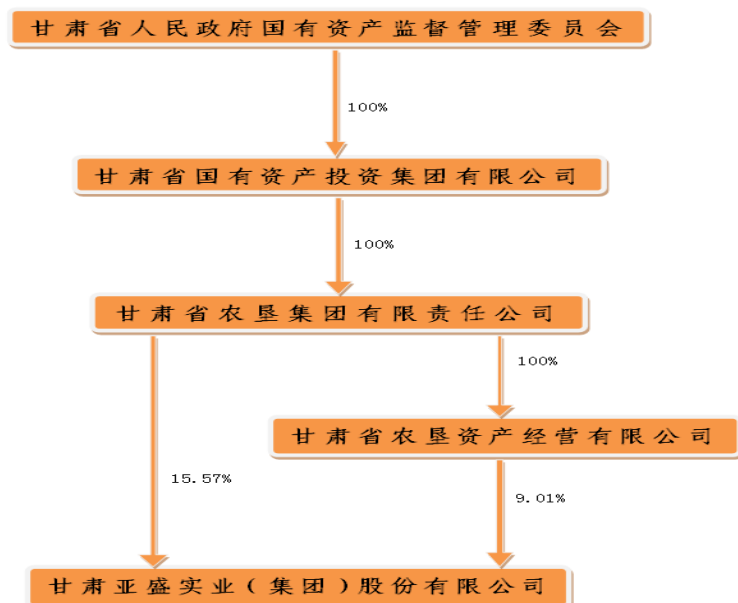 甘肃省人民政府国有资产监督管理委员会
100%
甘肃省国有资产投资集团有限公司
100%
甘肃省农垦集团有限责任公司
100%
甘肃省农垦资产经营有限公司
15.57%
9.01%
甘肃亚盛实业（集团）股份有限公司